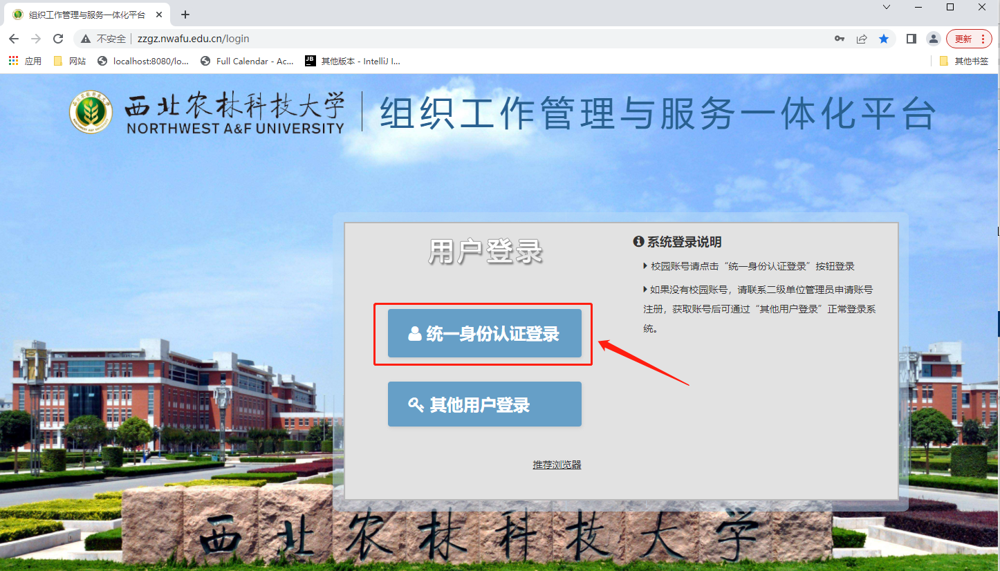 组织工作管理与服务一体化平台
不安全 zzgz.nwafu.edu.cn/login 更新
应用 网站 localhost:8080/lo... Full Calendar - Ac... JB 其他版本 - IntelliJ I... 其他书签
西北农林科技大学 组织工作管理与服务一体化平台
NORTHWEST A&F UNIVERSITY
用户登录
统一身份认证登录
其他用户登录
推荐浏览器
系统登录说明
校园账号请点击“统一身份认证登录”按钮登录
如果没有校园账号，请联系二级单位管理员申请账号
注册，获取账号后可通过“其他用户登录”正常登录系
统。
西北农林科技大学